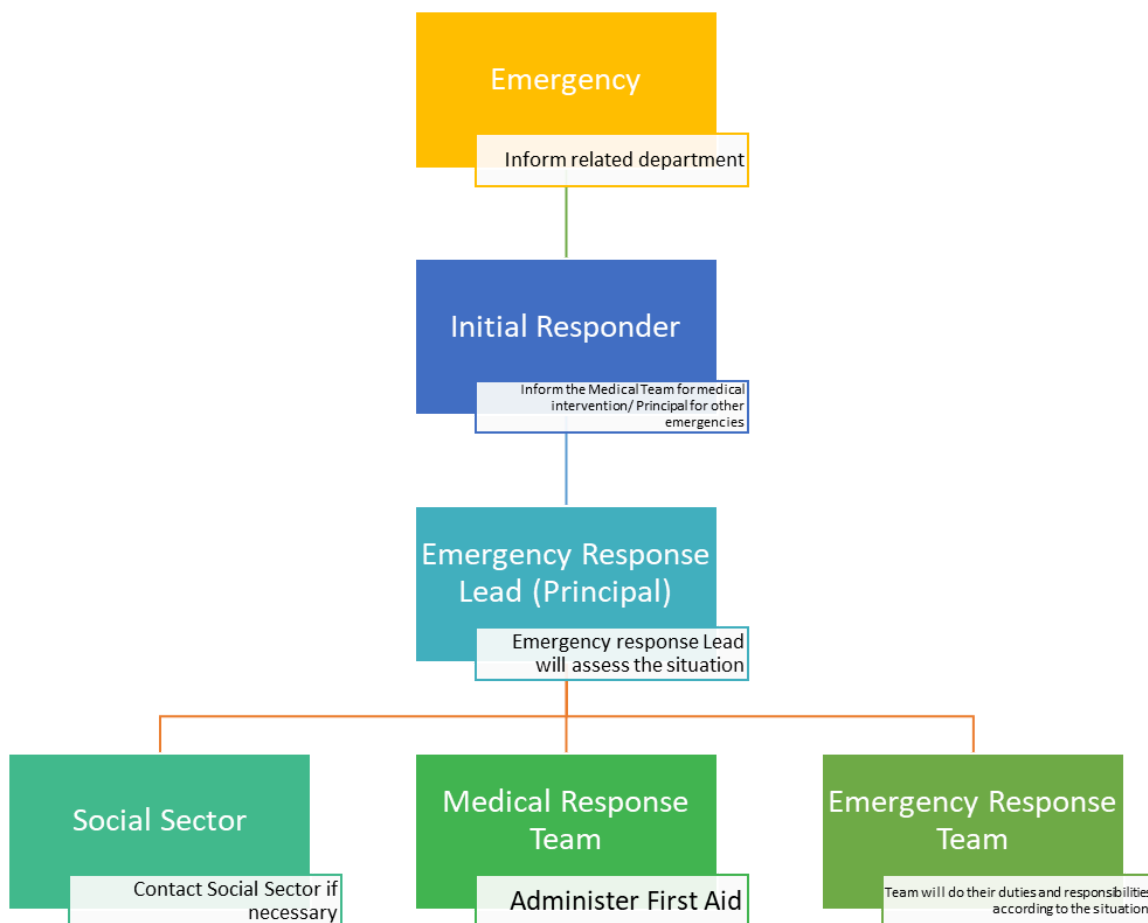 Emergency
Inform related department
Initial Responder
Inform the Medical Team for medical
intervention/ Principal for other
emergencies
Emergency Response
Lead (Principal)
Emergency response Lead
will assess the situation
Social Sector
Contact Social Sector if
necessary
Medical Response
Team
Administer First Aid
Emergency Response
Team
Team will do their duties and responsibilities
according to the situation